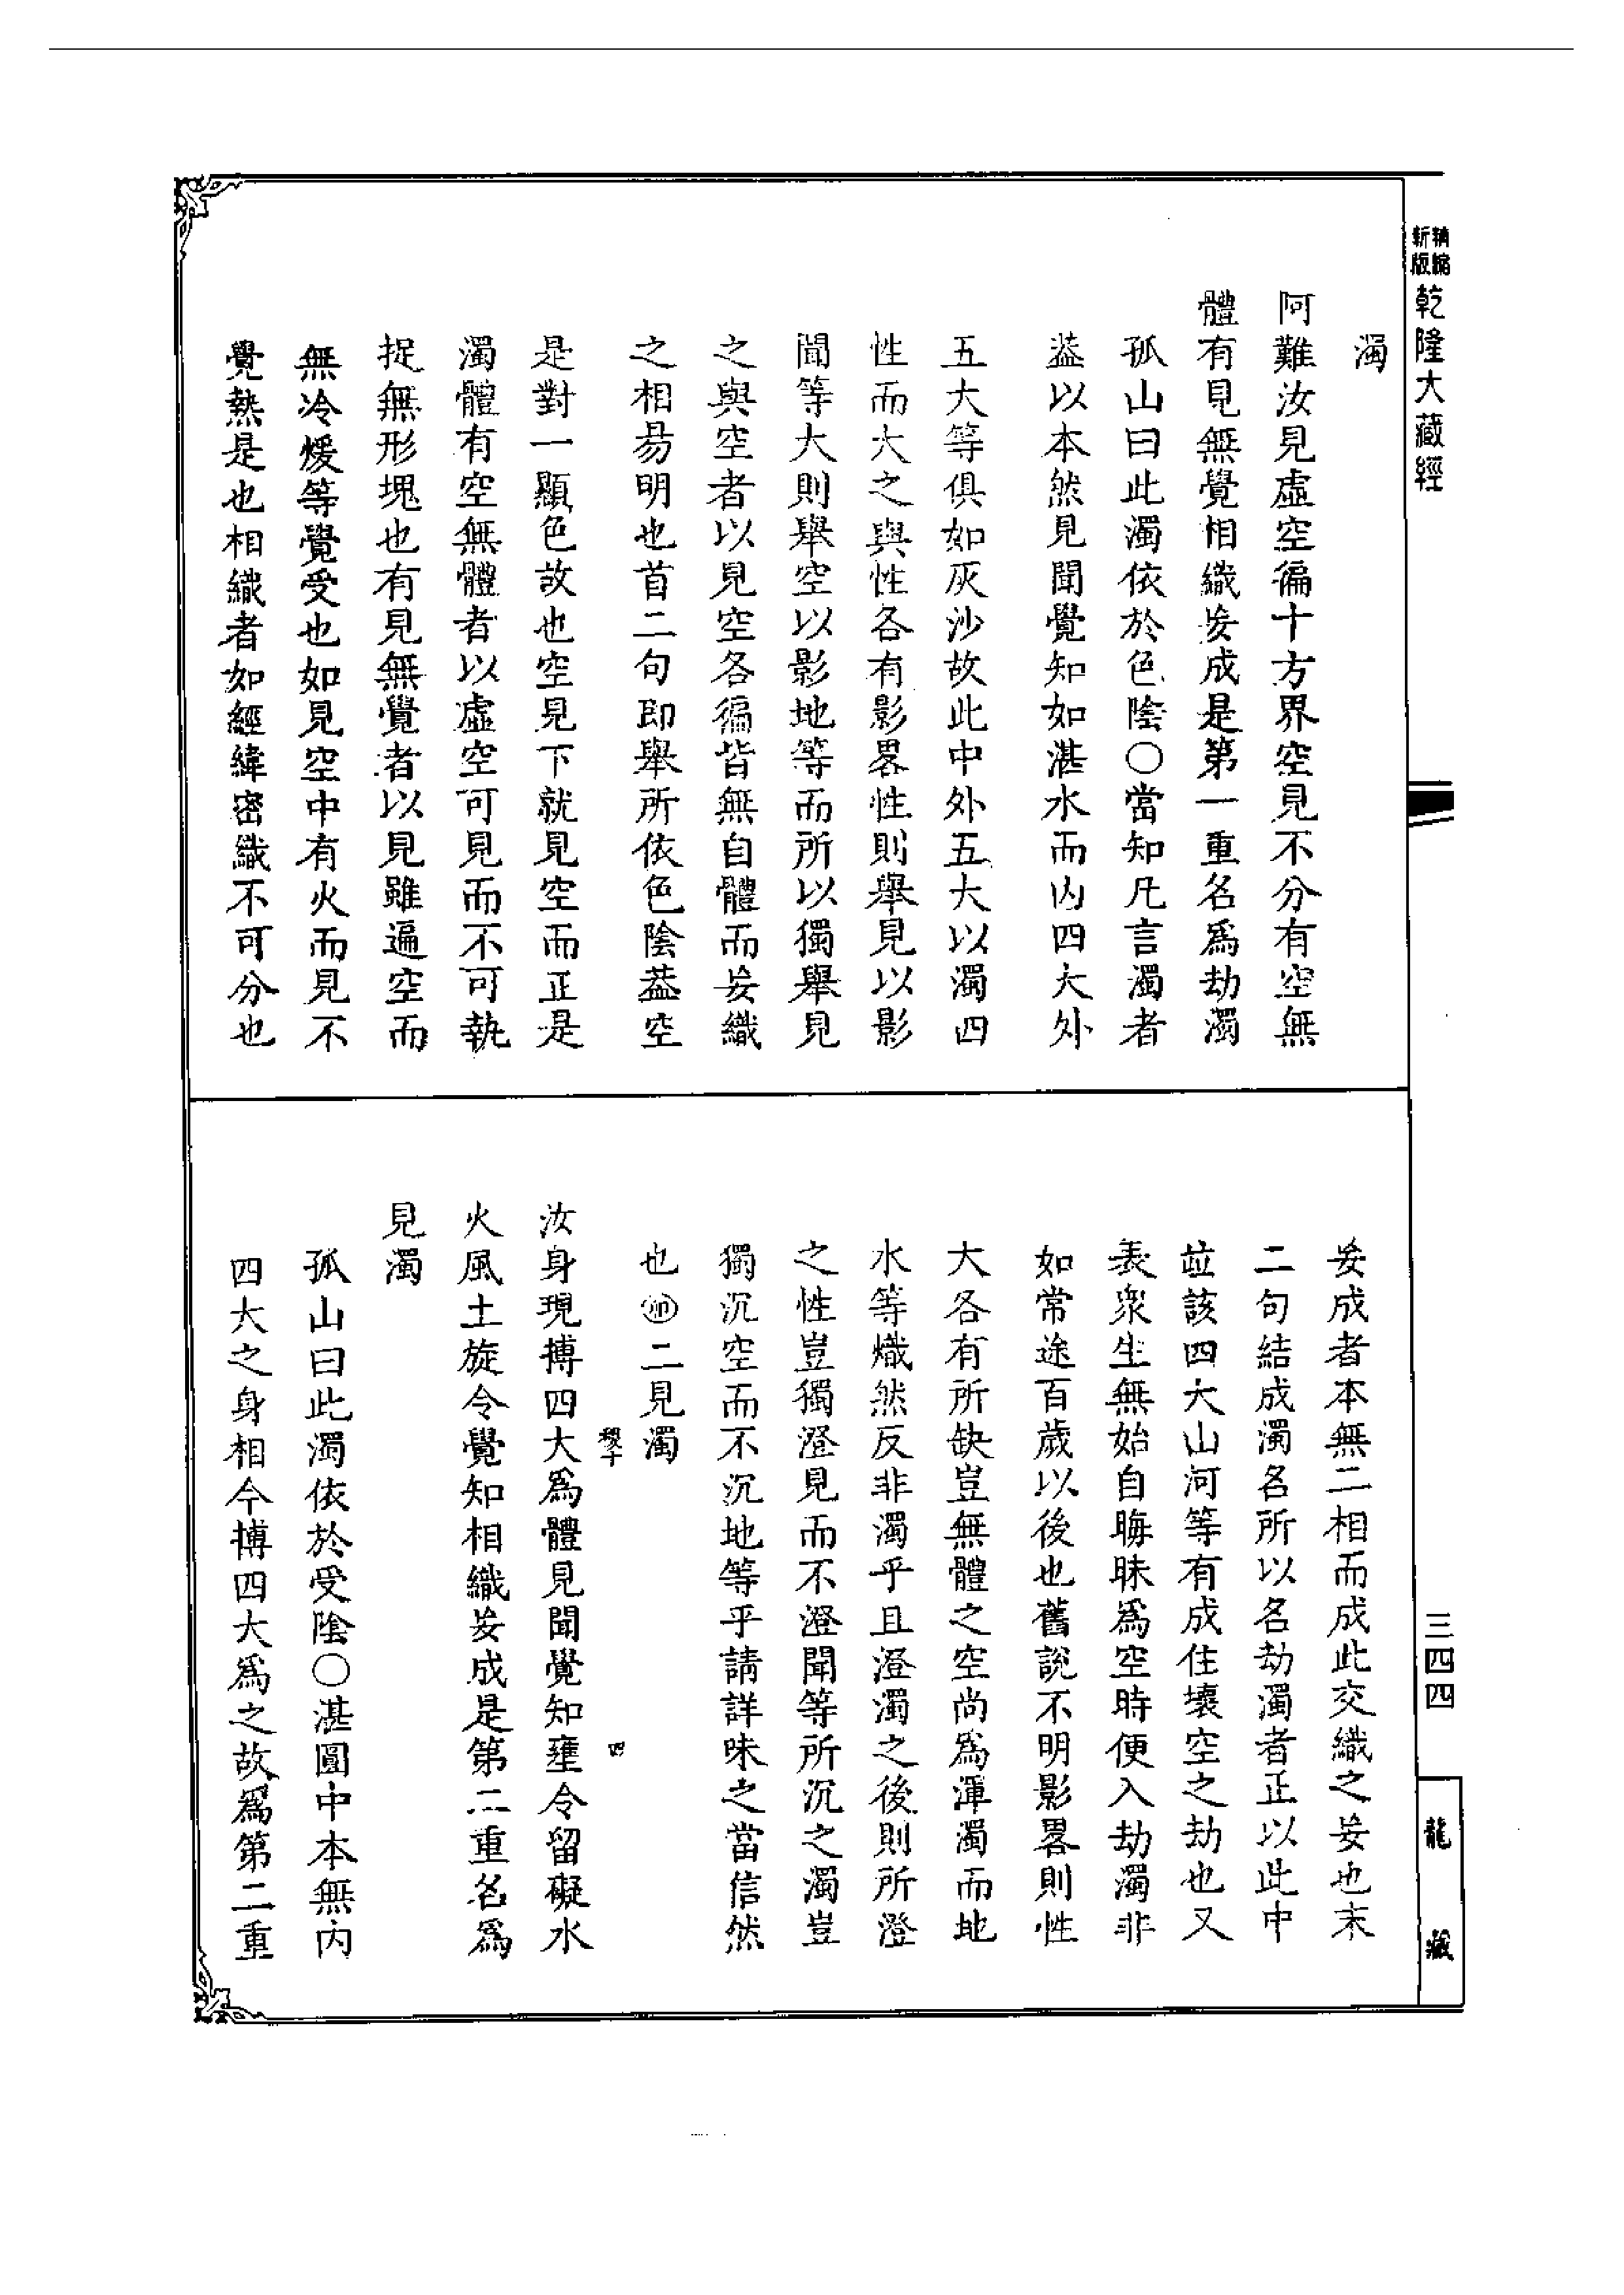 精縮新版乾隆大藏經
濁
阿難汝見虛空徧十方界空見不分有空無
體有見無覺相織妄成是第一重名爲劫濁
孤山曰此濁依於色陰○當知凡言濁者
葢以本然見聞覺知如湛水而內四大外
五大等俱如灰沙故此中外五大以濁四
性而大之與性各有影畧性則舉見以影
聞等大則舉空以影地等而所以獨舉見
之與空者以見空各徧皆無自體而妄織
之相易明也首二句即舉所依色陰葢空
是對一顯色故也空見下就見空而正是
濁體有空無體者以虛空可見而不可執
捉無形塊也有見無覺者以見雖遍空而
無冷煖等覺受也如見空中有火而見不
覺熱是也相織者如經緯密織不可分也
妄成者本無二相而成此交織之妄也末
二句結成濁名所以名劫濁者正以此中
竝該四大山河等有成住壞空之劫也又
表衆生無始自晦昧爲空時便入劫濁非
如常途百歲以後也舊說不明影畧則性
大各有所缺豈無體之空尚爲渾濁而地
水等熾然反非濁乎且澄濁之後則所澄
之性豈獨澄見而不澄聞等所沉之濁豈
獨沉空而不沉地等乎請詳味之當信然
也㊄二見濁
汝身現摶四大爲體見聞覺知壅令留礙水
火風土旋令覺知相織妄成是第二重名爲
見濁
孤山曰此濁依於受陰○湛圓中本無內
四大之身相今摶四大爲之故爲第二重
三四四
龍藏